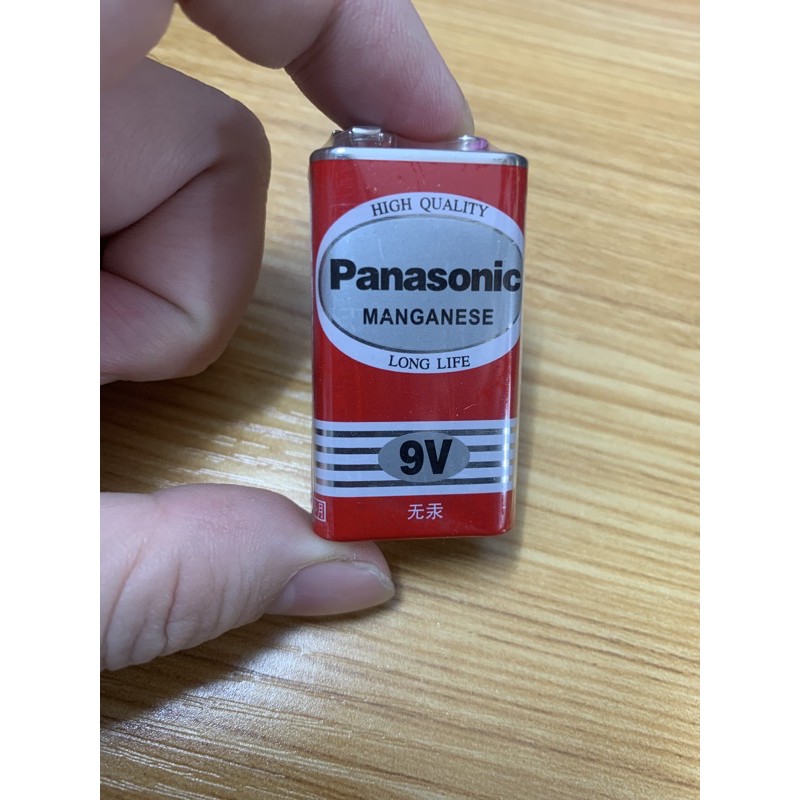 HIGH QUALITY
Panasonic
MANGANESE
LONG LIFE
9V
无汞